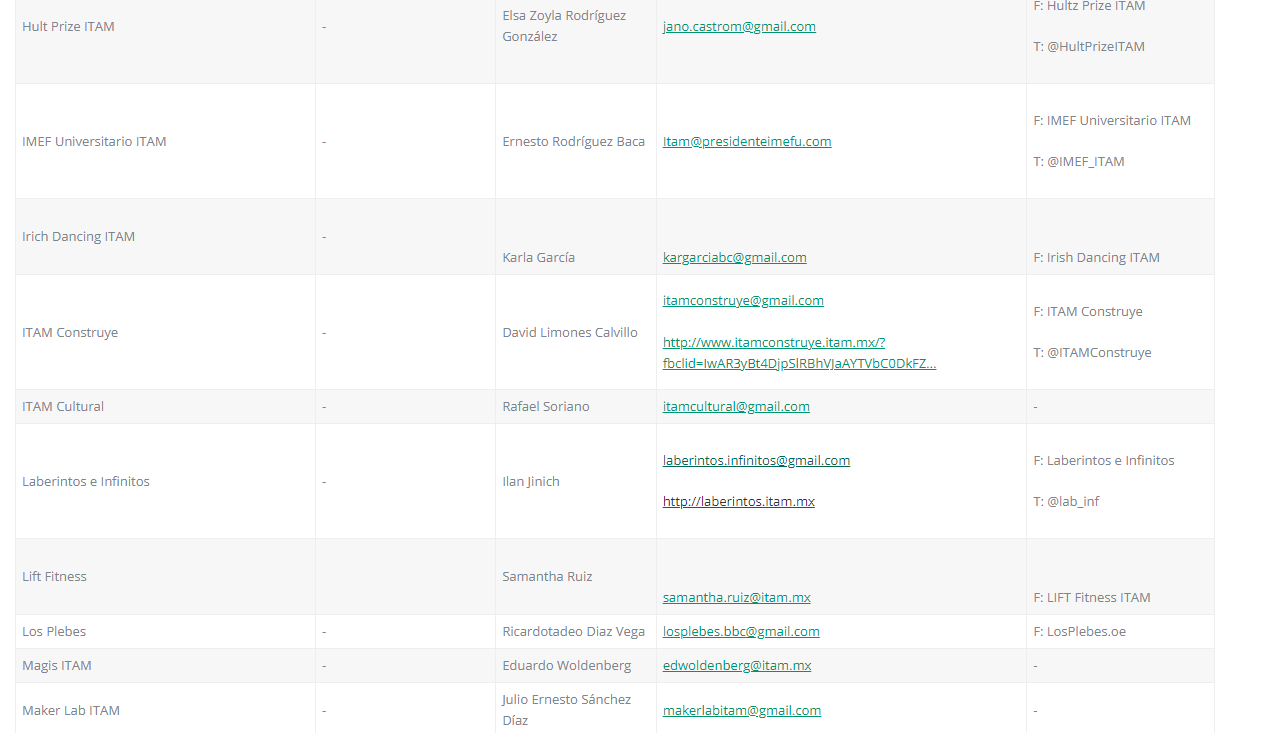 F: Hultz Prize ITAM
Elsa Zoyla Rodríguez
Hult Prize ITAM - jano.castrom@gmail.com
González
T: @HultPrizeITAM
F: IMEF Universitario ITAM
IMEF Universitario ITAM - Ernesto Rodríguez Baca Itam@presidenteimefu.com
T: @IMEF_ITAM
Irich Dancing ITAM -
Karla García kargarciabc@gmail.com F: Irish Dancing ITAM
itamconstruye@gmail.com
F: ITAM Construye
ITAM Construye - David Limones Calvillo
http://www.itamconstruye.itam.mx/?
T: @ITAMConstruye
fbclid=IwAR3yBt4DjpSlRBhVJaAYTVbC0DkFZ...
ITAM Cultural - Rafael Soriano itamcultural@gmail.com -
laberintos.infinitos@gmail.com F: Laberintos e Infinitos
Laberintos e Infinitos - Ilan Jinich
http://laberintos.itam.mx T: @lab_inf
Lift Fitness Samantha Ruiz
samantha.ruiz@itam.mx F: LIFT Fitness ITAM
Los Plebes - Ricardotadeo Diaz Vega losplebes.bbc@gmail.com F: LosPlebes.oe
Magis ITAM - Eduardo Woldenberg edwoldenberg@itam.mx -
Julio Ernesto Sánchez
Maker Lab ITAM - makerlabitam@gmail.com -
Díaz